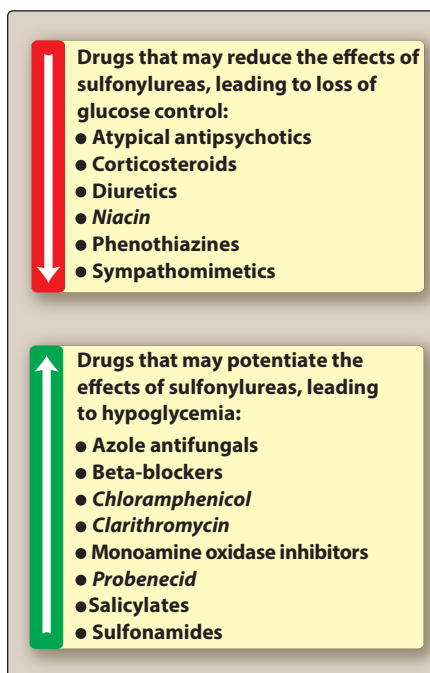 Drugs that may reduce the effects of
sulfonylureas, leading to loss of
glucose control:
● Atypical antipsychotics
● Corticosteroids
● Diuretics
● Niacin
● Phenothiazines
● Sympathomimetics
Drugs that may potentiate the
effects of sulfonylureas, leading
to hypoglycemia:
● Azole antifungals
● Beta-blockers
● Chloramphenicol
● Clarithromycin
● Monoamine oxidase inhibitors
● Probenecid
● Salicylates
● Sulfonamides